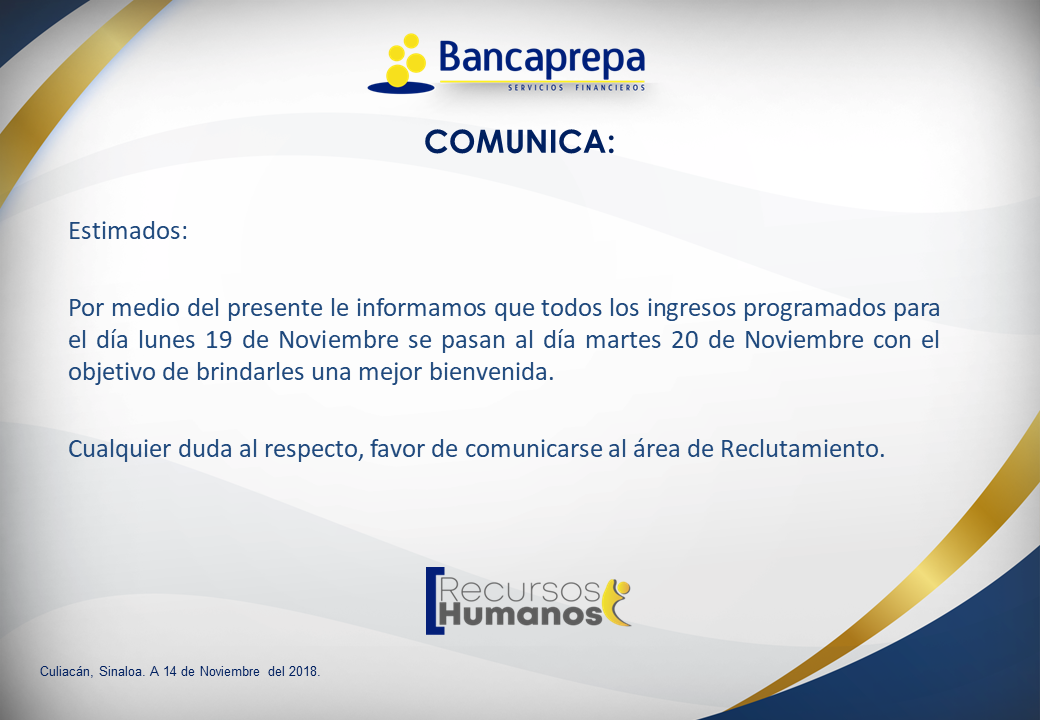 Bancaprepa
SERVICIOS FINANCIEROS
COMUNICA:
Estimados:
Por medio del presente le informamos que todos los ingresos programados para
el día lunes 19 de Noviembre se pasan al día martes 20 de Noviembre con el
objetivo de brindarles una mejor bienvenida.
Cualquier duda al respecto, favor de comunicarse al área de Reclutamiento.
Recursos
Humanos
Culiacán, Sinaloa. A 14 de Noviembre del 2018.